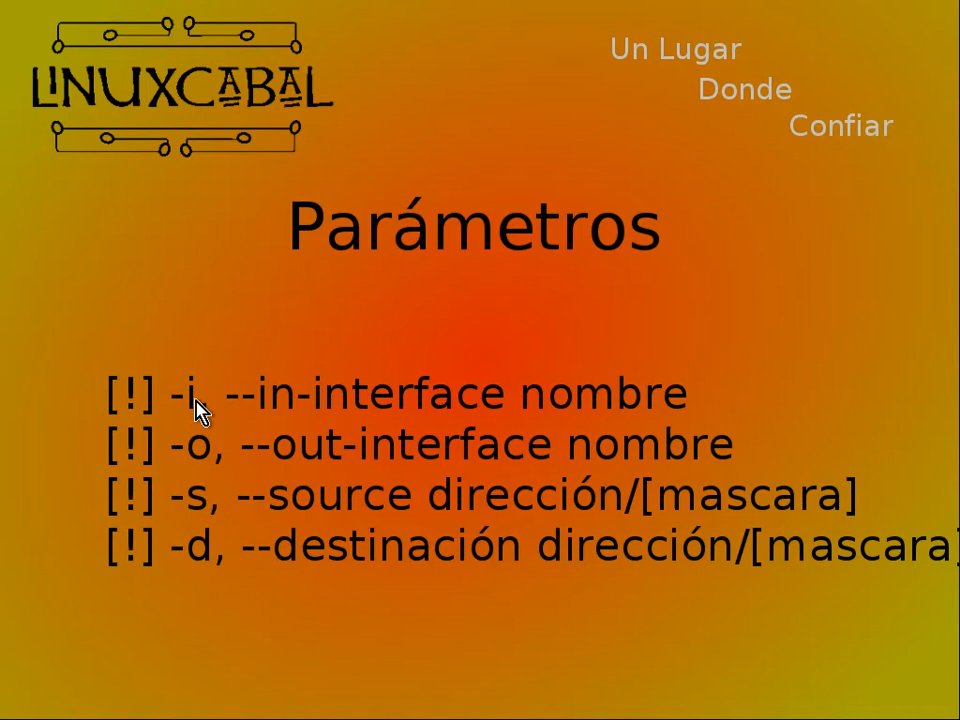 LINUXCABAL
Un Lugar
Donde
Confiar
Parámetros
[!] -i, --in-interface nombre
[!] -o, --out-interface nombre
[!] -s, --source dirección/[mascara]
[!] -d, --destinación dirección/[mascara]